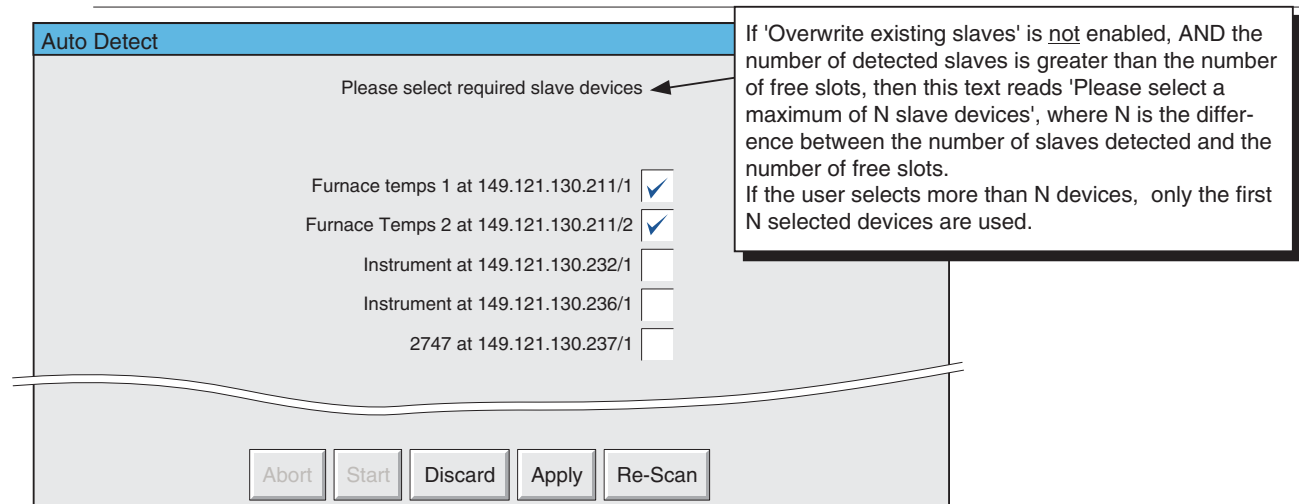 Auto Detect
Please select required slave devices
If 'Overwrite existing slaves' is not enabled, AND the
number of detected slaves is greater than the number
of free slots, then this text reads 'Please select a
maximum of N slave devices', where N is the differ-
ence between the number of slaves detected and the
number of free slots.
If the user selects more than N devices, only the first
N selected devices are used.
Furnace temps 1 at 149.121.130.211/1
Furnace Temps 2 at 149.121.130.211/2
Instrument at 149.121.130.232/1
Instrument at 149.121.130.236/1
2747 at 149.121.130.237/1
Abort Start Discard Apply Re-Scan